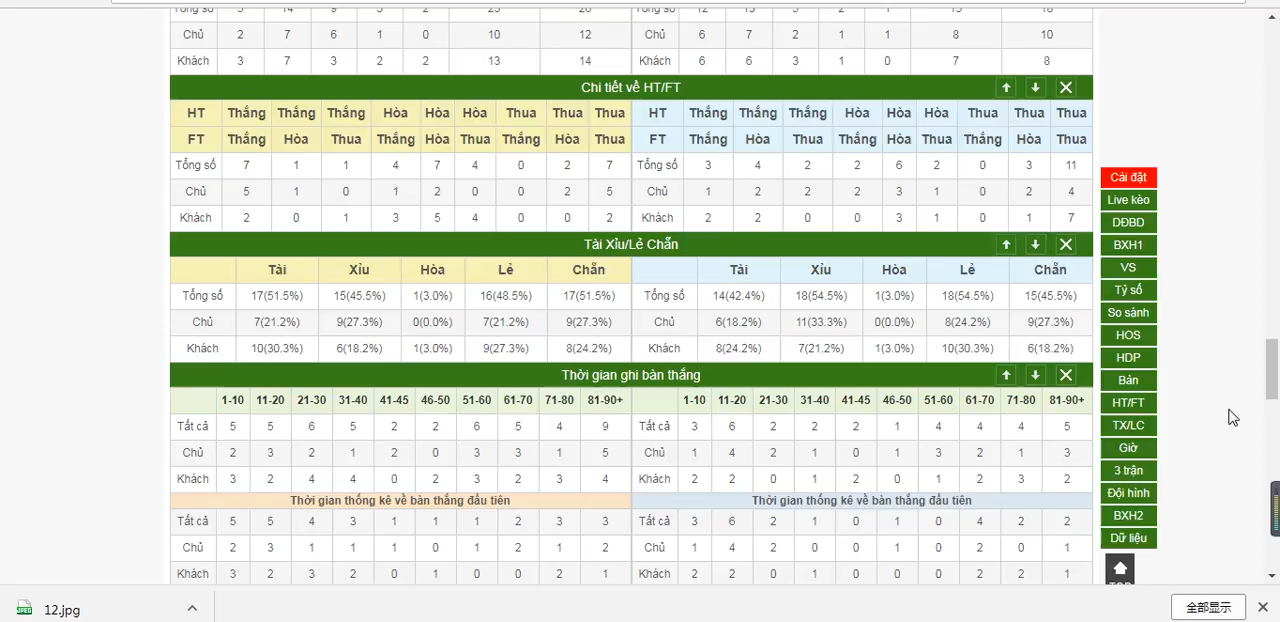 Tổng số 5 14 9 3 2 23 26 Tổng số 12 13 5 2 1 15 18
Chủ 2 7 6 1 0 10 12 Chủ 6 7 2 1 1 8 10
Khách 3 7 3 2 2 13 14 Khách 6 6 3 1 0 7 8
Chi tiết về HT/FT
HT Thắng Thắng Thắng Hòa Hòa Hòa Thua Thua Thua HT Thắng Thắng Thắng Hòa Hòa Hòa Thua Thua Thua
FT Thắng Hòa Thua Thắng Hòa Thua Thắng Hòa Thua FT Thắng Hòa Thua Thắng Hòa Thua Thắng Hòa Thua
Tổng số 7 1 1 4 7 4 0 2 7 Tổng số 3 4 2 2 6 2 0 3 11
Chủ 5 1 0 1 2 0 0 2 5 Chủ 1 2 2 2 3 1 0 2 4
Khách 2 0 1 3 5 4 0 0 2 Khách 2 2 0 0 3 1 0 1 7
Tài Xỉu/Lẻ Chẵn
Tài Xỉu Hòa Lẻ Chẵn Tài Xỉu Hòa Lẻ Chẵn
Tổng số 17(51.5%) 15(45.5%) 1(3.0%) 16(48.5%) 17(51.5%) Tổng số 14(42.4%) 18(54.5%) 1(3.0%) 18(54.5%) 15(45.5%)
Chủ 7(21.2%) 9(27.3%) 0(0.0%) 7(21.2%) 9(27.3%) Chủ 6(18.2%) 11(33.3%) 0(0.0%) 8(24.2%) 9(27.3%)
Khách 10(30.3%) 6(18.2%) 1(3.0%) 9(27.3%) 8(24.2%) Khách 8(24.2%) 7(21.2%) 1(3.0%) 10(30.3%) 6(18.2%)
Thời gian ghi bàn thắng
1-10 11-20 21-30 31-40 41-45 46-50 51-60 61-70 71-80 81-90+ 1-10 11-20 21-30 31-40 41-45 46-50 51-60 61-70 71-80 81-90+
Tất cả 5 5 6 5 2 2 6 5 4 9 Tất cả 3 6 2 2 2 1 4 4 4 5
Chủ 2 3 2 1 2 0 3 3 1 5 Chủ 1 4 2 1 0 1 3 2 1 3
Khách 3 2 4 4 0 2 3 2 3 4 Khách 2 2 0 1 2 0 1 2 3 2
Thời gian thống kê về bàn thắng đầu tiên Thời gian thống kê về bàn thắng đầu tiên
Tất cả 5 5 4 3 1 1 1 2 3 3 Tất cả 3 6 2 1 0 1 0 4 2 2
Chủ 2 3 1 1 1 0 1 2 1 2 Chủ 1 4 2 0 0 1 0 2 0 1
Khách 3 2 3 2 0 1 0 0 2 1 Khách 2 2 0 1 0 0 0 2 2 1
Cài đặt
Live kèo
DĐBD
BXH1
VS
Tỷ số
So sánh
HOS
HDP
Bàn
HT/FT
TX/LC
Giờ
3 trận
Đội hình
BXH2
Dữ liệu
TOP
12.jpg
全部显示